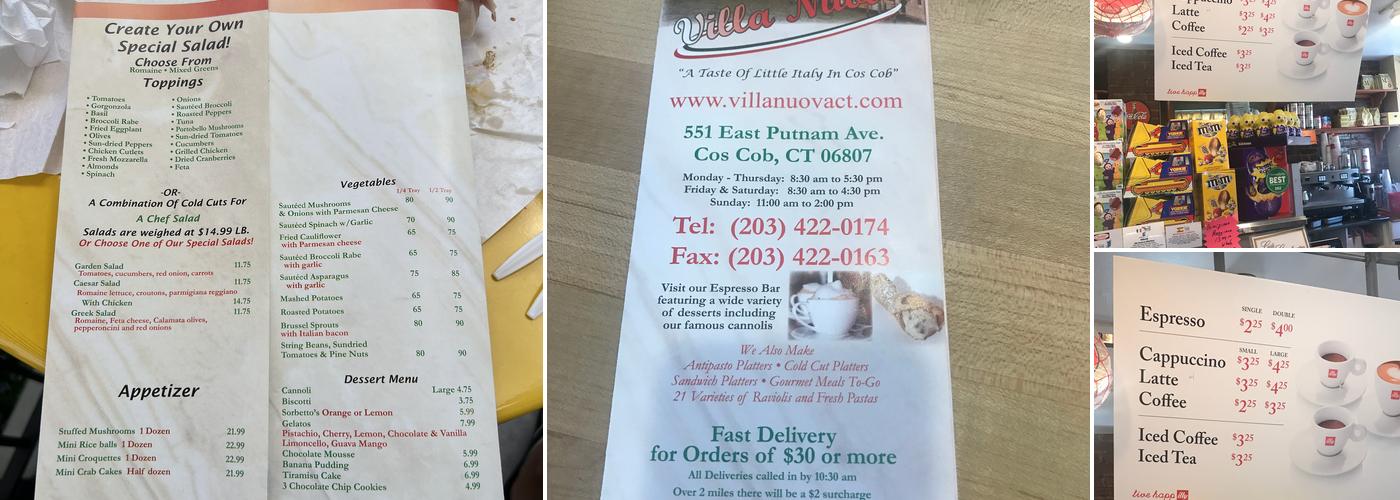 Create Your Own
Special Salad!
Choose From
Romaine • Mixed Greens
Toppings
• Tomatoes
• Gorgonzola
• Basil
• Broccoli Rabe
• Fried Eggplant
• Olives
• Sun-dried Peppers
• Chicken Cutlets
• Fresh Mozzarella
• Almonds
• Spinach
• Onions
• Sautéed Broccoli
• Roasted Peppers
• Tuna
• Portobello Mushrooms
• Sun-dried Tomatoes
• Cucumbers
• Grilled Chicken
• Dried Cranberries
• Feta
-OR-
A Combination Of Cold Cuts For
A Chef Salad
Salads are weighed at $14.99 LB.
Or Choose One of Our Special Salads!
Garden Salad 11.75
Tomatoes, cucumbers, red onion, carrots
Caesar Salad 11.75
Romaine lettuce, croutons, parmigiana reggiano
With Chicken 14.75
Greek Salad 11.75
Romaine, Feta cheese, Calamata olives,
pepperoncini and red onions
Appetizer
Stuffed Mushrooms 1 Dozen 21.99
Mini Rice balls 1 Dozen 22.99
Mini Croquettes 1 Dozen 22.99
Mini Crab Cakes Half dozen 21.99
Vegetables
1/4 Tray 1/2 Tray
Sautéed Mushrooms 80 90
& Onions with Parmesan Cheese
Sautéed Spinach w/Garlic 70 90
Fried Cauliflower 65 75
with Parmesan cheese
Sautéed Broccoli Rabe 65 75
with garlic
Sautéed Asparagus 75 85
with garlic
Mashed Potatoes 65 75
Roasted Potatoes 65 75
Brussel Sprouts 80 90
with Italian bacon
String Beans, Sundried
Tomatoes & Pine Nuts 80 90
Dessert Menu
Cannoli Large 4.75
Biscotti 3.75
Sorbetto's Orange or Lemon 5.99
Gelatos 7.99
Pistachio, Cherry, Lemon, Chocolate & Vanilla
Limoncello, Guava Mango
Chocolate Mousse 5.99
Banana Pudding 6.99
Tiramisu Cake 6.99
3 Chocolate Chip Cookies 4.99
Villa
"A Taste Of Little Italy In Cos Cob"
www.villanuovact.com
551 East Putnam Ave.
Cos Cob, CT 06807
Monday - Thursday: 8:30 am to 5:30 pm
Friday & Saturday: 8:30 am to 4:30 pm
Sunday: 11:00 am to 2:00 pm
Tel: (203) 422-0174
Fax: (203) 422-0163
Visit our Espresso Bar
featuring a wide variety
of desserts including
our famous cannolis
We Also Make
Antipasto Platters • Cold Cut Platters
Sandwich Platters • Gourmet Meals To-Go
21 Varieties of Raviolis and Fresh Pastas
Fast Delivery
for Orders of $30 or more
All Deliveries called in by 10:30 am
Over 2 miles there will be a $2 surcharge
Cappuccino $3.25 $4.25
Latte $3.25 $4.25
Coffee $2.25 $3.25
Iced Coffee $3.25
Iced Tea $3.25
live happilly
Coca-Cola
YORKIE
YORKIE
m&m's
m&m's
BEST
Espresso
SINGLE DOUBLE
$2.25 $4.00
SMALL LARGE
Cappuccino $3.25 $4.25
Latte $3.25 $4.25
Coffee $2.25 $3.25
Iced Coffee $3.25
Iced Tea $3.25
live happilly